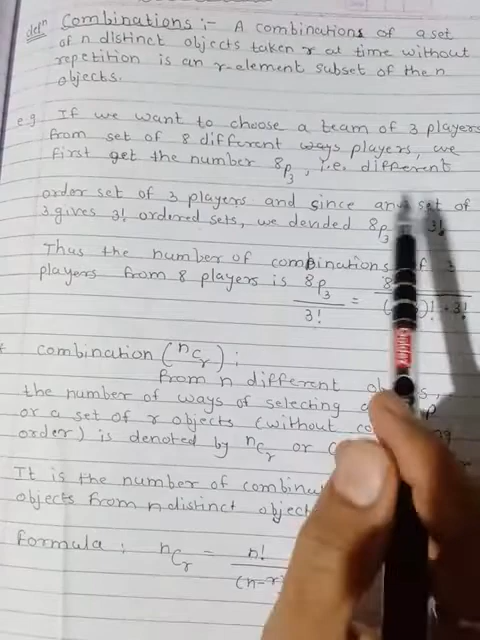 defn Combinations :- A combinations of a set
of n distinct objects taken r at time without
repetition is an r-element subset of the n
objects.
e.g If we want to choose a team of 3 players
from set of 8 different ways players, we
first get the number 8p3, i.e. different
order set of 3 players and since any set of
3 gives 3! ordered sets, we devided 8p3 3!
Thus the number of combinations of 3
players from 8 players is 8p3 / 3! = 8 / ( )! · 3!
Combination (nCr) :
From n different
the number of ways of selecting a
or a set of r objects (without
order) is denoted by nCr or
It is the number of
objects from n distinct
Formula : nCr = n! / (n-r)